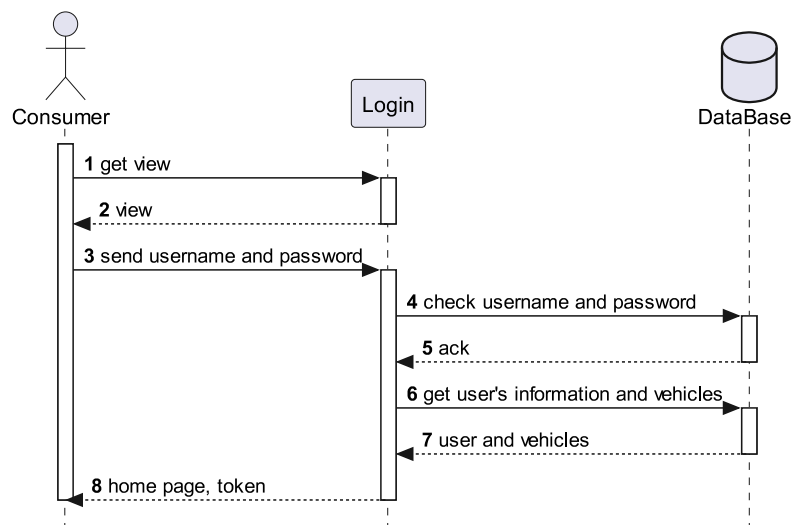 Consumer
Login
DataBase
1 get view
2 view
3 send username and password
4 check username and password
5 ack
6 get user's information and vehicles
7 user and vehicles
8 home page, token